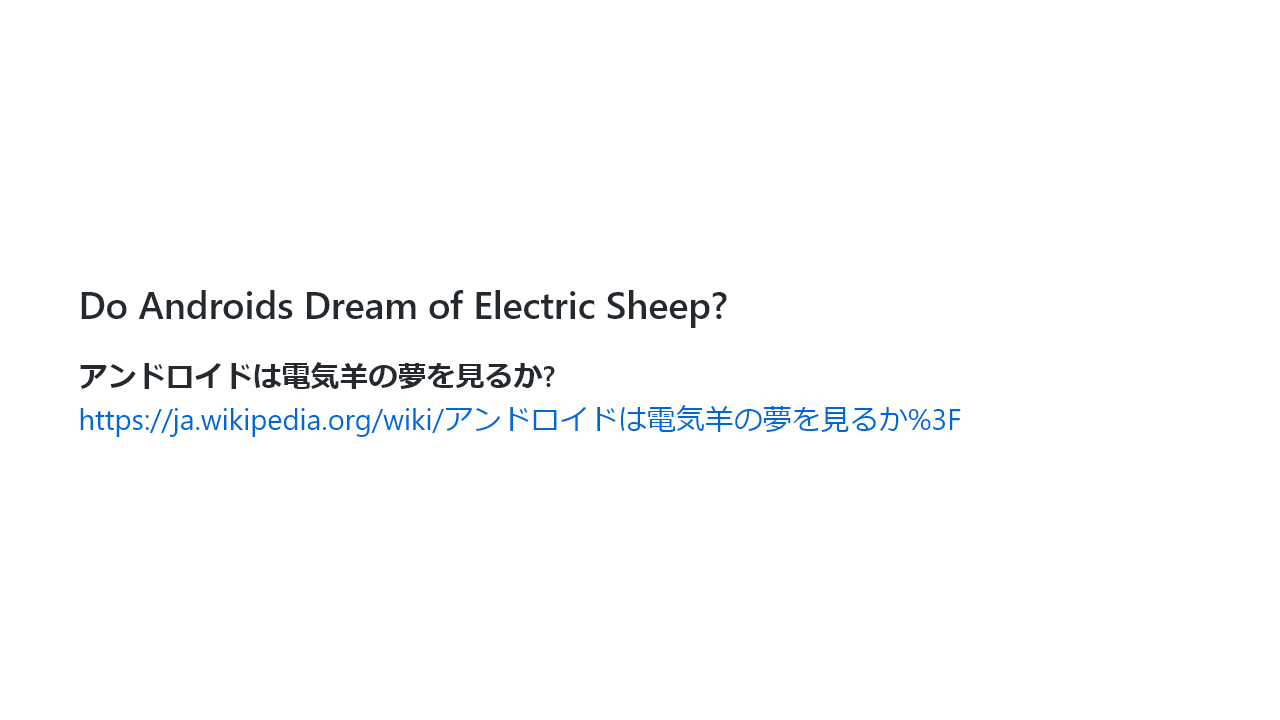 Do Androids Dream of Electric Sheep?
アンドロイドは電気羊の夢を見るか?
https://ja.wikipedia.org/wiki/アンドロイドは電気羊の夢を見るか%3F